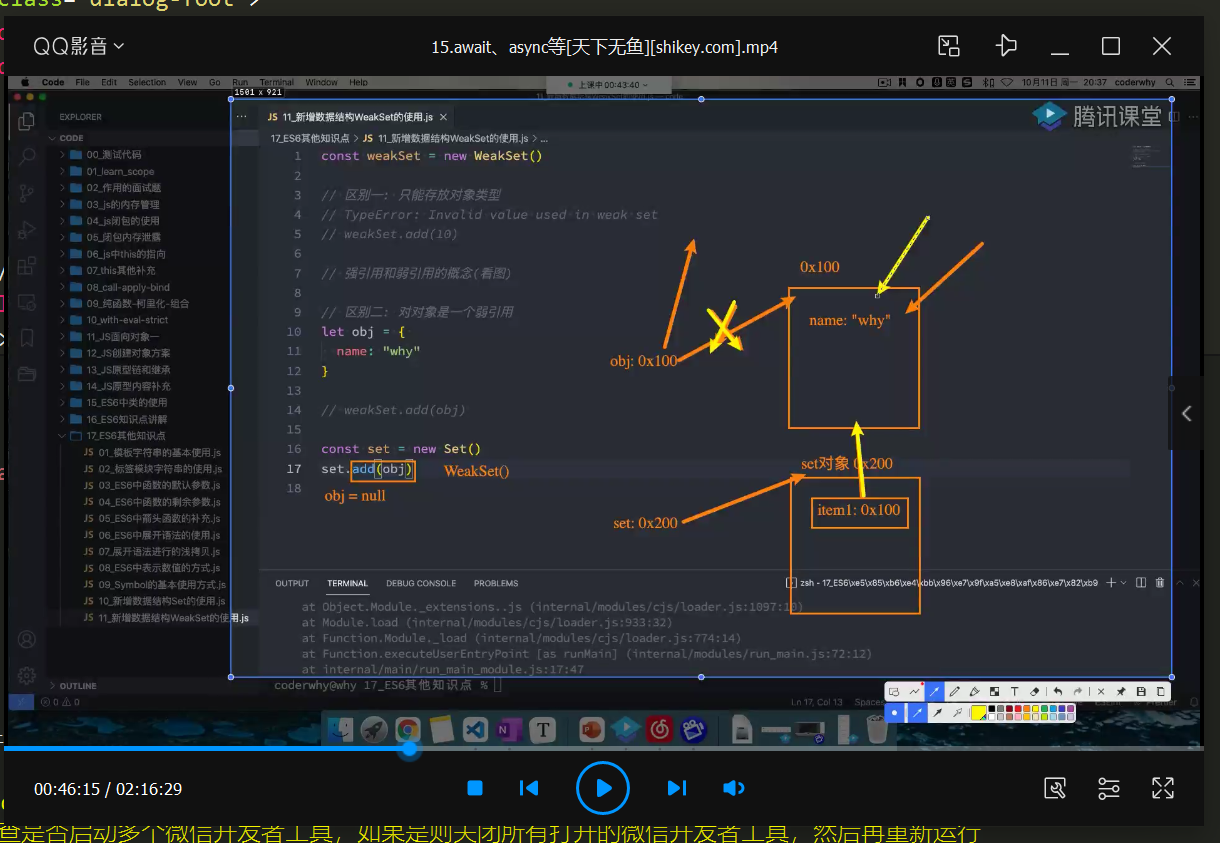 class="dialog-root">
QQ影音
15.await、async等[天下无鱼][shikey.com].mp4
Code File Edit Selection View Go Run Terminal Window Help
上课中 00:43:40
10月11日 周一 20:37 coderwhy
1501 x 921
腾讯课堂
EXPLORER
CODE
00_测试代码
01_learn_scope
02_作用的面试题
03_js的内存管理
04_js闭包的使用
05_闭包内存泄露
06_js中this的指向
07_this其他补充
08_call-apply-bind
09_纯函数-柯里化-组合
10_with-eval-strict
11_JS面向对象一
12_JS创建对象方案
13_JS原型链和继承
14_JS原型内容补充
15_ES6中类的使用
16_ES6知识点讲解
17_ES6其他知识点
JS 01_模板字符串的基本使用.js
JS 02_标签模块字符串的使用.js
JS 03_ES6中函数的默认参数.js
JS 04_ES6中函数的剩余参数.js
JS 05_ES6中箭头函数的补充.js
JS 06_ES6中展开语法的使用.js
JS 07_展开语法进行的浅拷贝.js
JS 08_ES6中表示数值的方式.js
JS 09_Symbol的基本使用方式.js
JS 10_新增数据结构Set的使用.js
JS 11_新增数据结构WeakSet的使用.js
OUTLINE
JS 11_新增数据结构WeakSet的使用.js
17_ES6其他知识点 > JS 11_新增数据结构WeakSet的使用.js > ...
1 const weakSet = new WeakSet()
2
3 // 区别一: 只能存放对象类型
4 // TypeError: Invalid value used in weak set
5 // weakSet.add(10)
6
7 // 强引用和弱引用的概念(看图)
8
9 // 区别二: 对对象是一个弱引用
10 let obj = {
11 name: "why"
12 }
13
14 // weakSet.add(obj)
15
16 const set = new Set()
17 set.add(obj)
18
WeakSet()
obj = null
0x100
name: "why"
obj: 0x100
set对象 0x200
item1: 0x100
set: 0x200
OUTPUT TERMINAL DEBUG CONSOLE PROBLEMS
zsh - 17_ES6\xe5\x85\xb6\xe4\xbb\x96\xe7\x9f\xa5\xe8\xaf\x86\xe7\x82\xb9
at Object.Module._extensions..js (internal/modules/cjs/loader.js:1097:10)
at Module.load (internal/modules/cjs/loader.js:933:32)
at Function.Module._load (internal/modules/cjs/loader.js:774:14)
at Function.executeUserEntryPoint [as runMain] (internal/modules/run_main.js:72:12)
at internal/main/run_main_module.js:17:47
coderwhy@why 17_ES6其他知识点 %
0 0
Ln 17, Col 13
00:46:15 / 02:16:29
查是否启动多个微信开发者工具，如果是则关闭所有打开的微信开发者工具，然后再重新运行